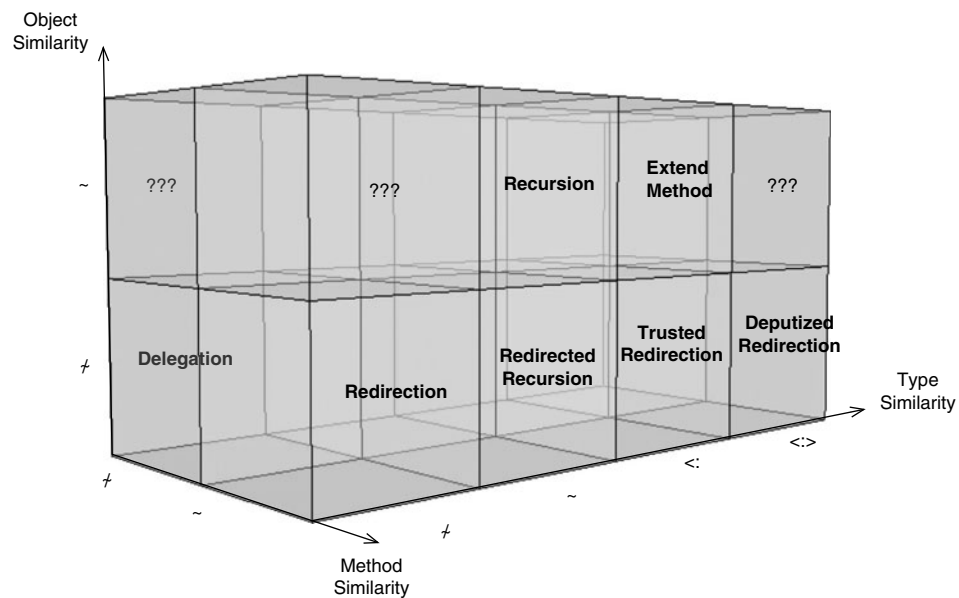 Object
Similarity
~
???
???
Recursion
Extend
Method
???
≁
Delegation
Redirection
Redirected
Recursion
Trusted
Redirection
Deputized
Redirection
Type
Similarity
<:>
<:
~
≁
≁
~
Method
Similarity